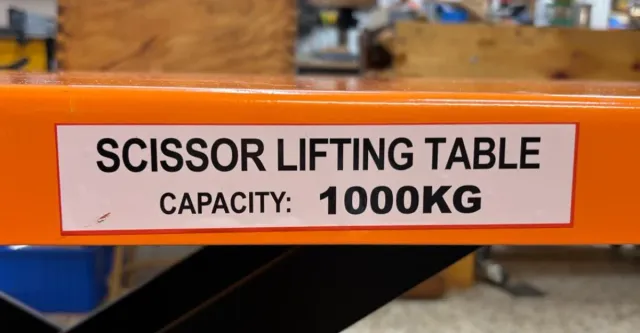 SCISSOR LIFTING TABLE
CAPACITY: 1000KG